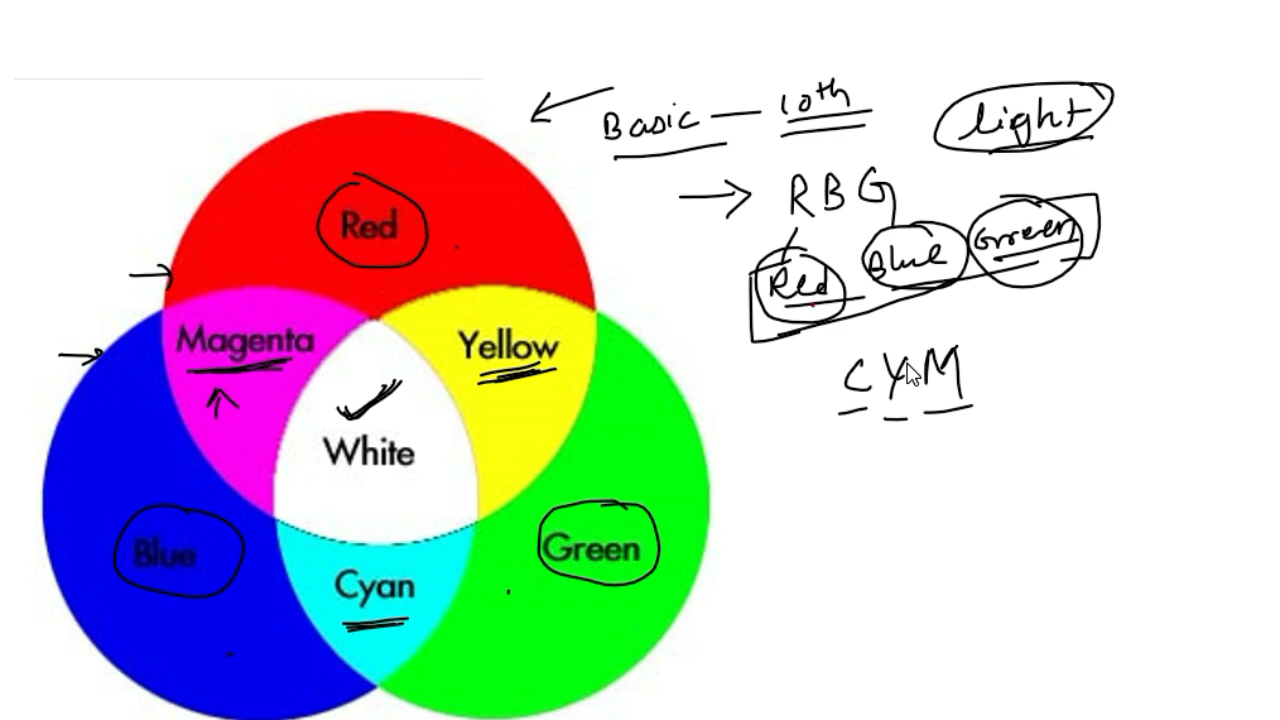 Basic — 10th light
→ RBG
Red Blue Green
CYM
Red
Magenta Yellow
White
Blue Green
Cyan